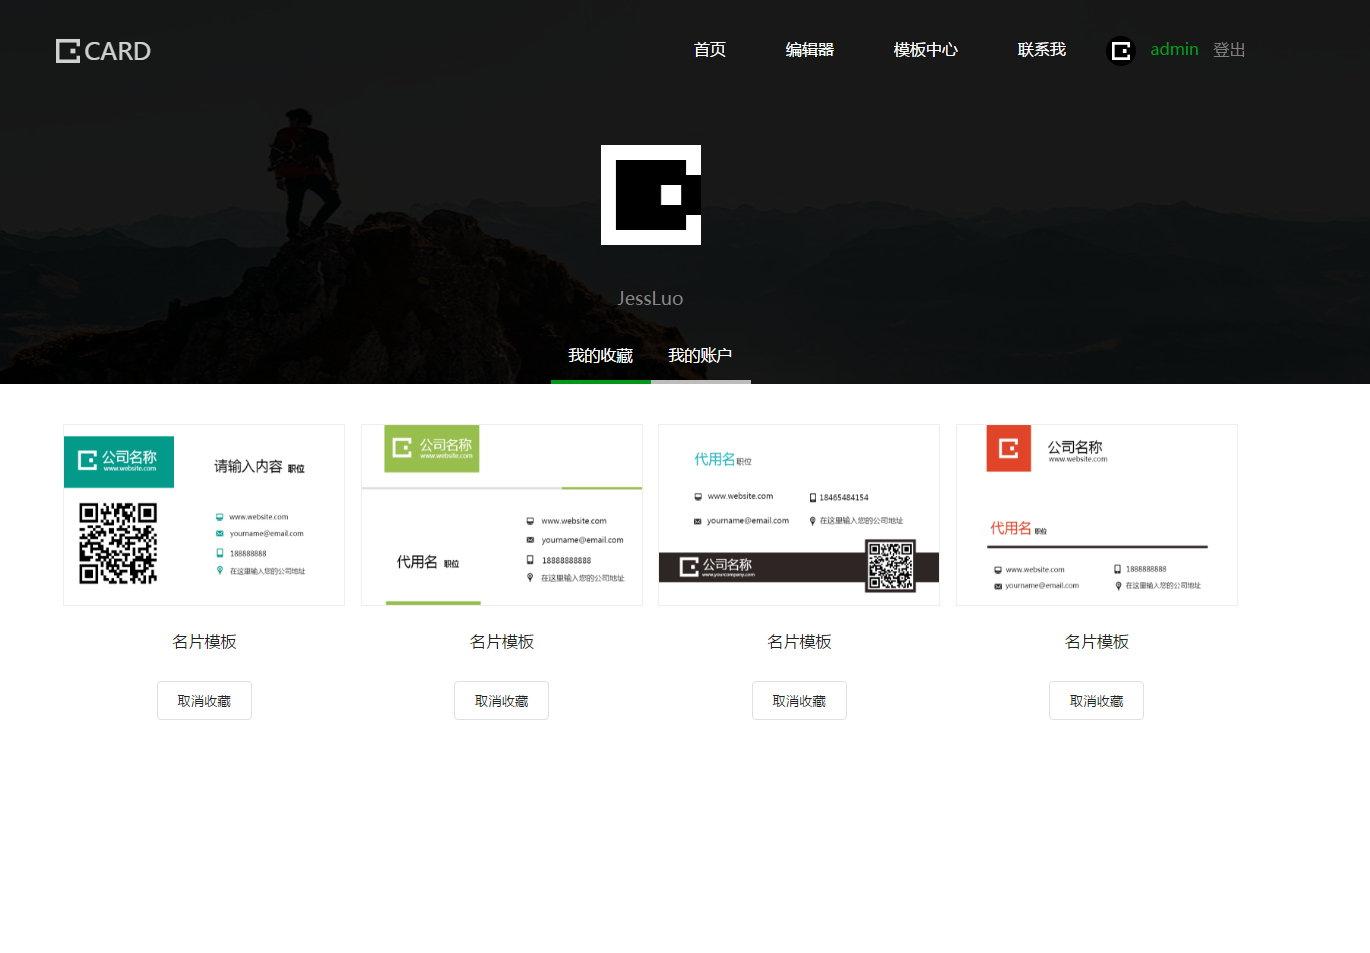 CARD
首页
编辑器
模板中心
联系我
admin
登出
JessLuo
我的收藏
我的账户
公司名称
www.website.com
请输入内容 职位
www.website.com
yourname@email.com
188888888
在这里输入您的公司地址
公司名称
www.website.com
www.website.com
yourname@email.com
代用名 职位
18888888888
在这里输入您的公司地址
代用名 职位
www.website.com
18465484154
yourname@email.com
在这里输入您的公司地址
公司名称
www.yourcompany.com
公司名称
www.website.com
代用名 职位
www.website.com
1888888888
yourname@email.com
在这里输入您的公司地址
名片模板
名片模板
名片模板
名片模板
取消收藏
取消收藏
取消收藏
取消收藏